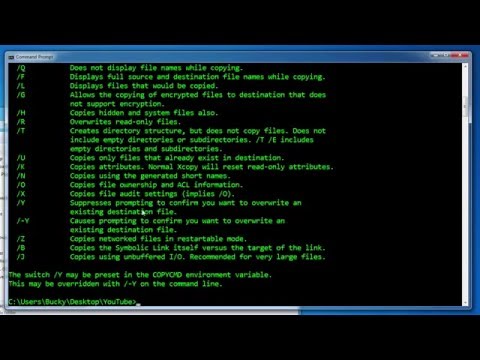 Command Prompt
/Q Does not display file names while copying.
/F Displays full source and destination file names while copying.
/L Displays files that would be copied.
/G Allows the copying of encrypted files to destination that does
not support encryption.
/H Copies hidden and system files also.
/R Overwrites read-only files.
/T Creates directory structure, but does not copy files. Does not
include empty directories or subdirectories. /T /E includes
empty directories and subdirectories.
/U Copies only files that already exist in destination.
/K Copies attributes. Normal Xcopy will reset read-only attributes.
/N Copies using the generated short names.
/O Copies file ownership and ACL information.
/X Copies file audit settings (implies /O).
/Y Suppresses prompting to confirm you want to overwrite an
existing destination file.
/-Y Causes prompting to confirm you want to overwrite an
existing destination file.
/Z Copies networked files in restartable mode.
/B Copies the Symbolic Link itself versus the target of the link.
/J Copies using unbuffered I/O. Recommended for very large files.
The switch /Y may be preset in the COPYCMD environment variable.
This may be overridden with /-Y on the command line.
C:\Users\Bucky\Desktop\YouTube>_